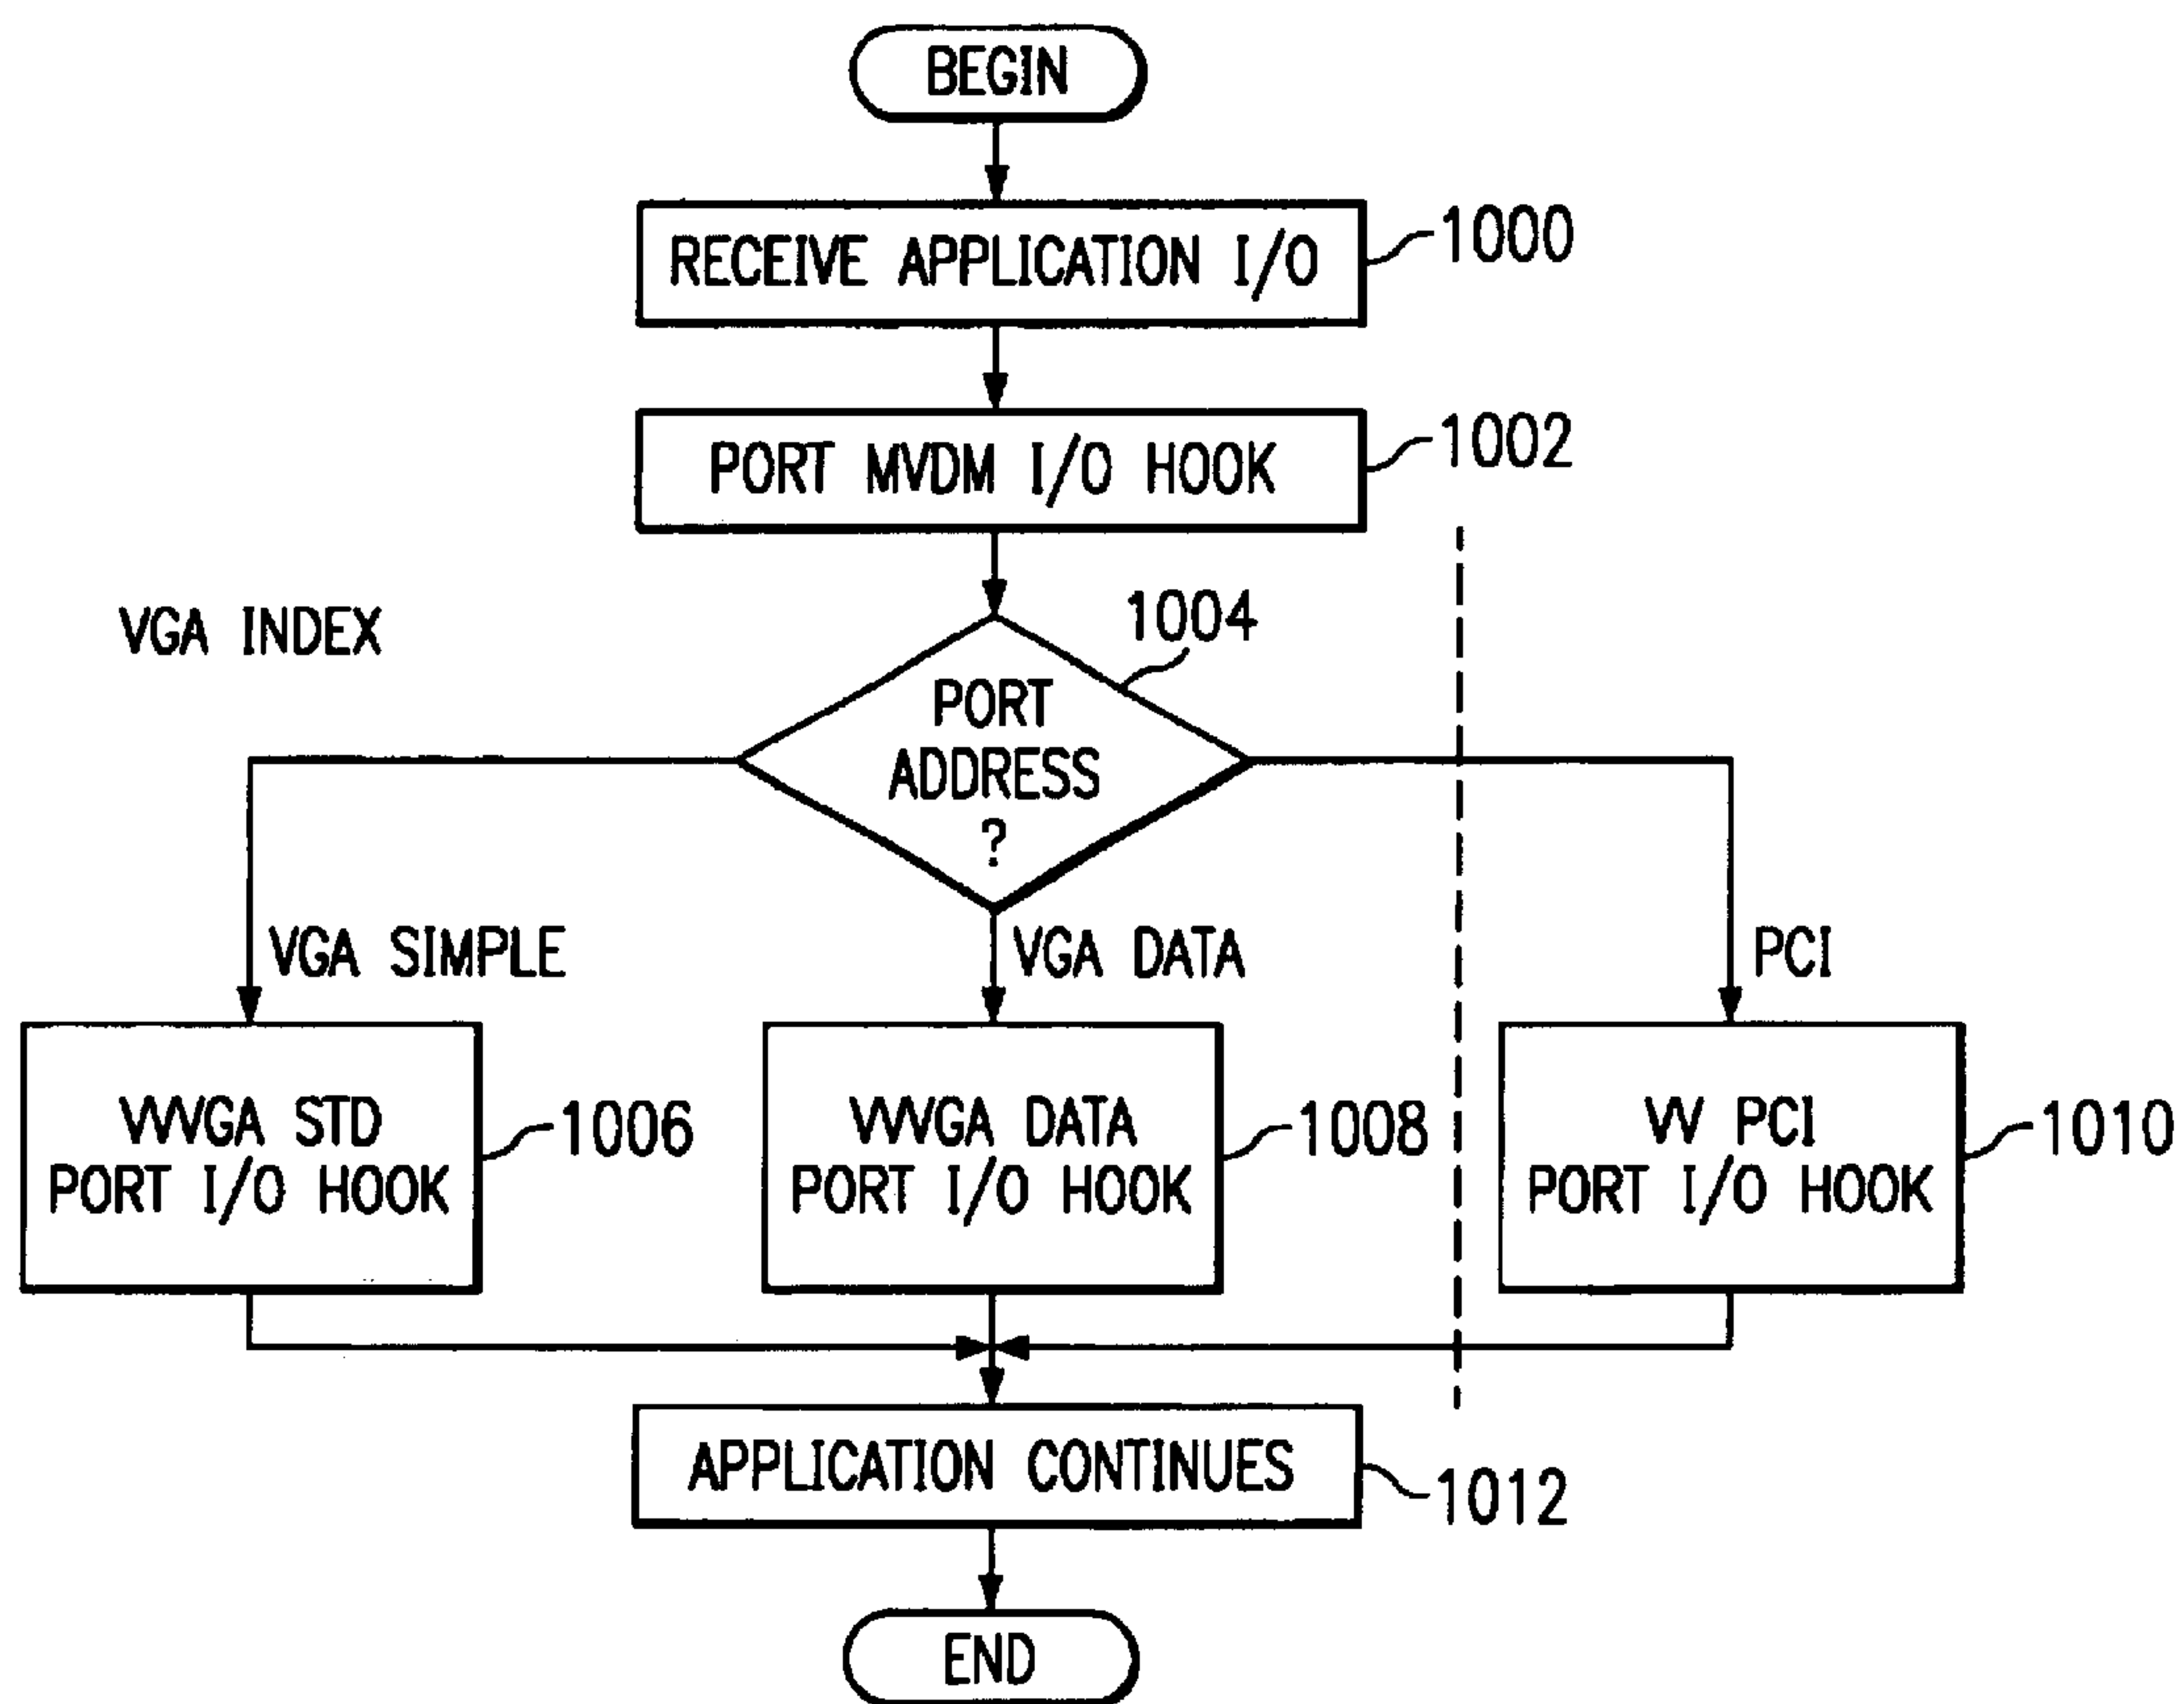 BEGIN
RECEIVE APPLICATION I/O
1000
PORT MVDM I/O HOOK
1002
VGA INDEX
1004
PORT
ADDRESS
?
VGA SIMPLE
VGA DATA
PCI
VVVGA STD
PORT I/O HOOK
1006
VVVGA DATA
PORT I/O HOOK
1008
VV PCI
PORT I/O HOOK
1010
APPLICATION CONTINUES
1012
END